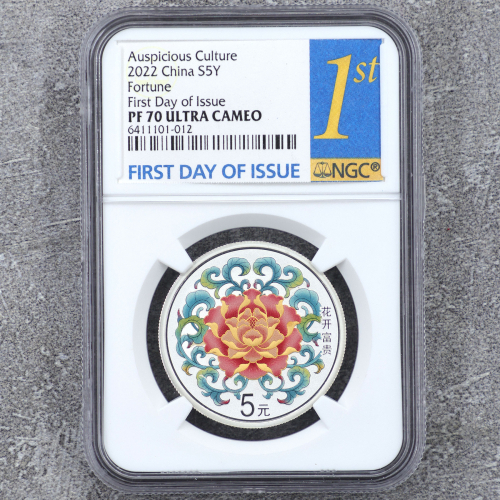 Auspicious Culture
2022 China S5Y
Fortune
First Day of Issue
PF 70 ULTRA CAMEO
6411101-012
FIRST DAY OF ISSUE
1st
NGC®
花开富贵
5元